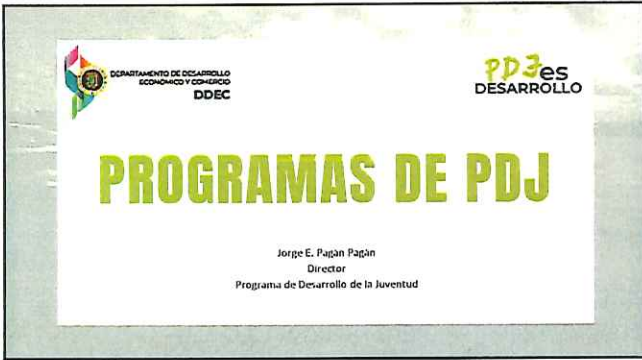 DEPARTAMENTO DE DESARROLLO
ECONÓMICO Y COMERCIO
DDEC
PDJes
DESARROLLO
PROGRAMAS DE PDJ
Jorge E. Pagán Pagán
Director
Programa de Desarrollo de la Juventud